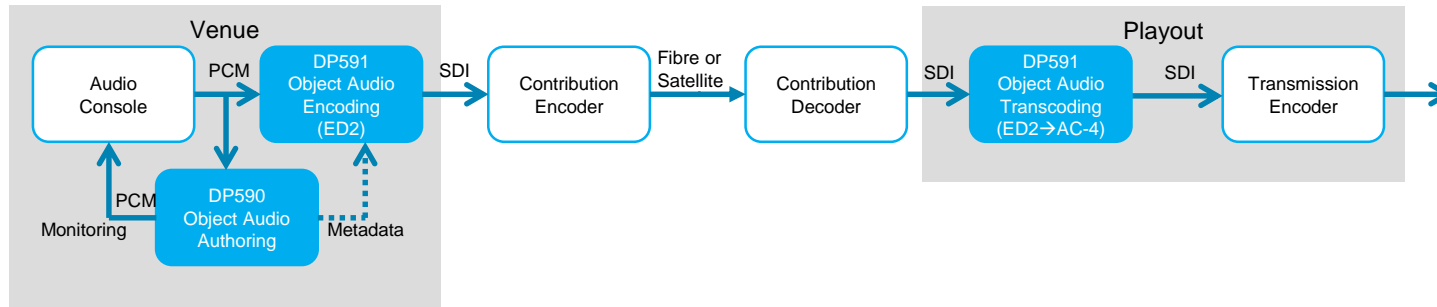 Venue
Audio
Console
PCM
DP591
Object Audio
Encoding
(ED2)
SDI
Contribution
Encoder
Fibre or
Satellite
Contribution
Decoder
Playout
SDI
DP591
Object Audio
Transcoding
(ED2→AC-4)
SDI
Transmission
Encoder
PCM
Monitoring
DP590
Object Audio
Authoring
Metadata